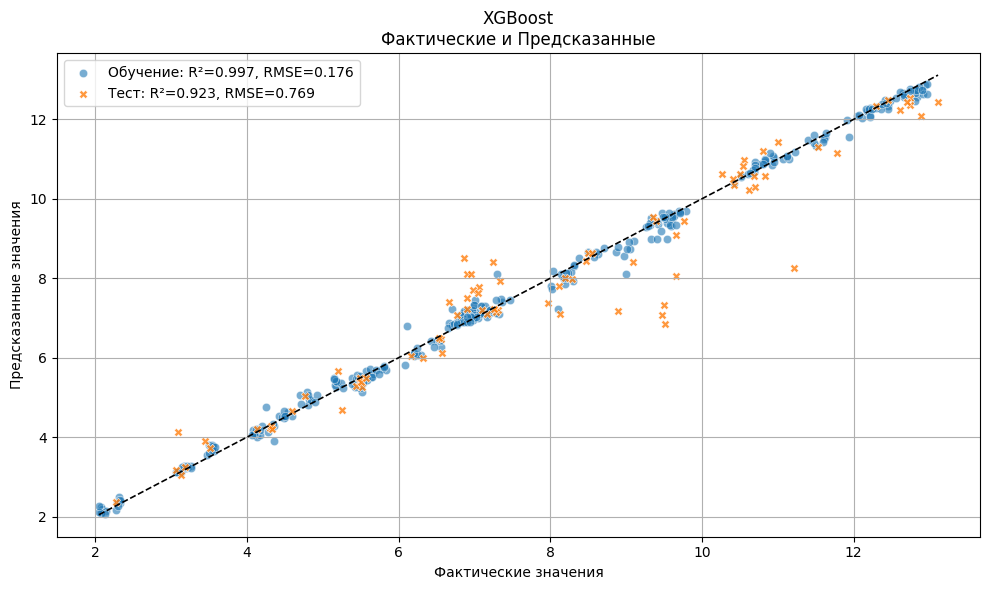 XGBoost
Фактические и Предсказанные
Обучение: R²=0.997, RMSE=0.176
Тест: R²=0.923, RMSE=0.769
Предсказанные значения
12
10
8
6
4
2
2
4
6
8
10
12
Фактические значения